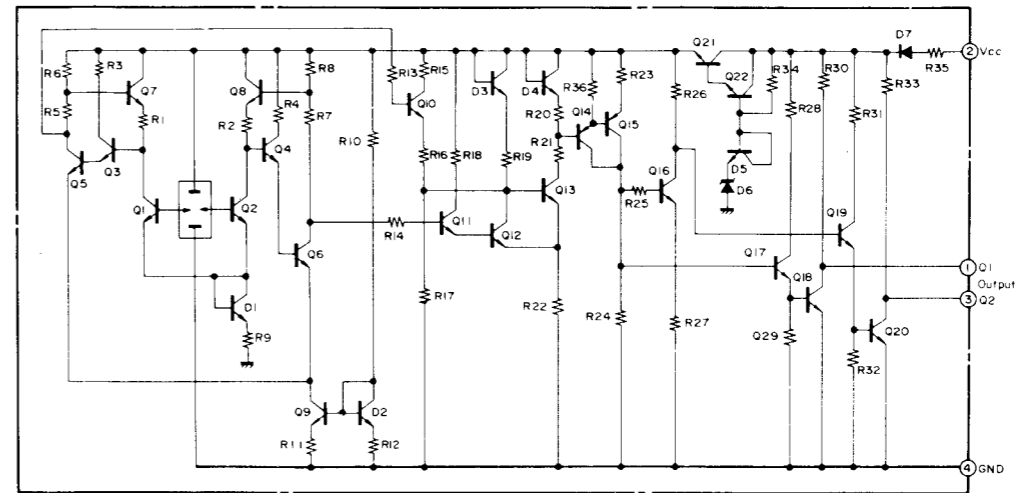 D7
Q21
R6
R3
Q7
Q8
R8
R13
R15
D3
D4
R36
R23
Q22
R34
R30
R33
R35
2 Vcc
R26
R28
R5
R1
R2
R4
R7
R10
Q10
R20
Q14
Q15
R31
Q5
Q3
Q4
R16
R18
R19
R21
Q16
D5
D6
Q1
Q2
Q13
R25
Q19
R14
Q11
Q12
Q6
Q17
Q18
1 Q1
Output
3 Q2
D1
R17
R22
R24
R27
Q29
Q20
R9
R32
Q9
D2
R11
R12
4 GND